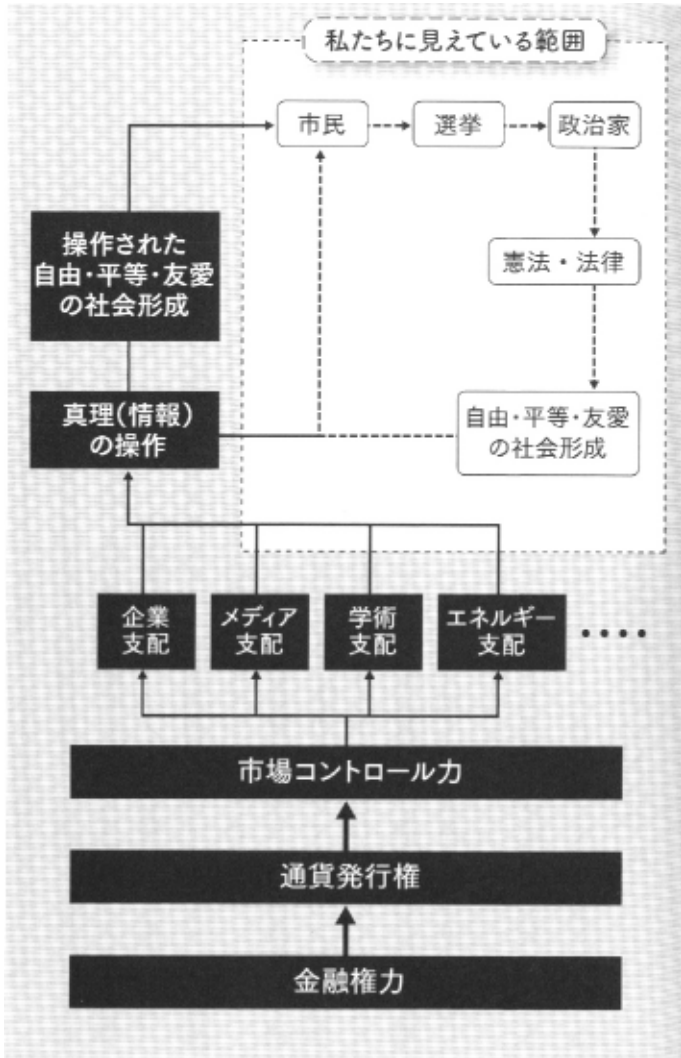 私たちに見えている範囲
市民
選挙
政治家
憲法・法律
自由・平等・友愛
の社会形成
操作された
自由・平等・友愛
の社会形成
真理(情報)
の操作
企業
支配
メディア
支配
学術
支配
エネルギー
支配
••••
市場コントロール力
通貨発行権
金融権力